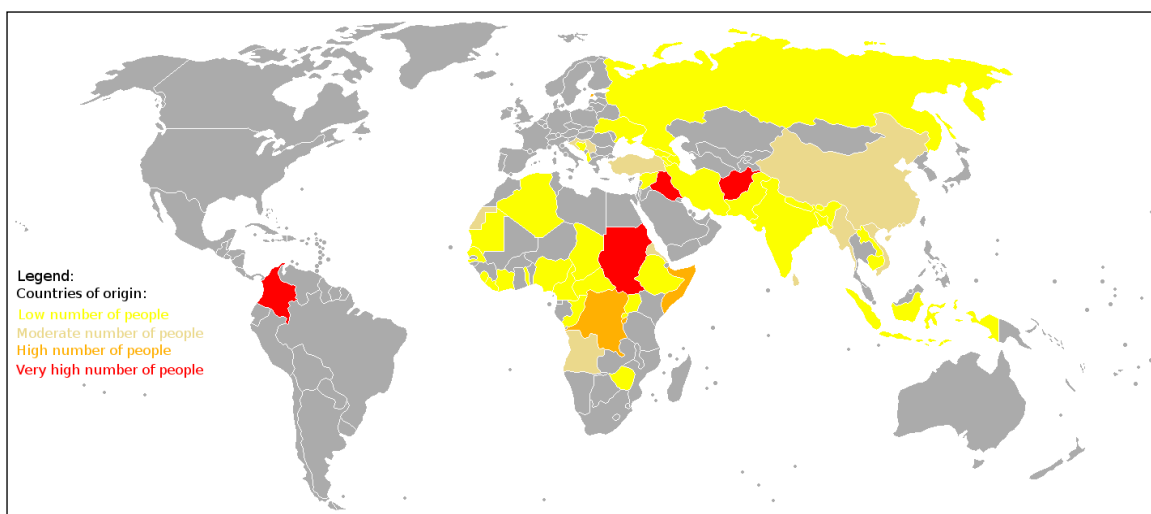 Legend:
Countries of origin:
Low number of people
Moderate number of people
High number of people
Very high number of people